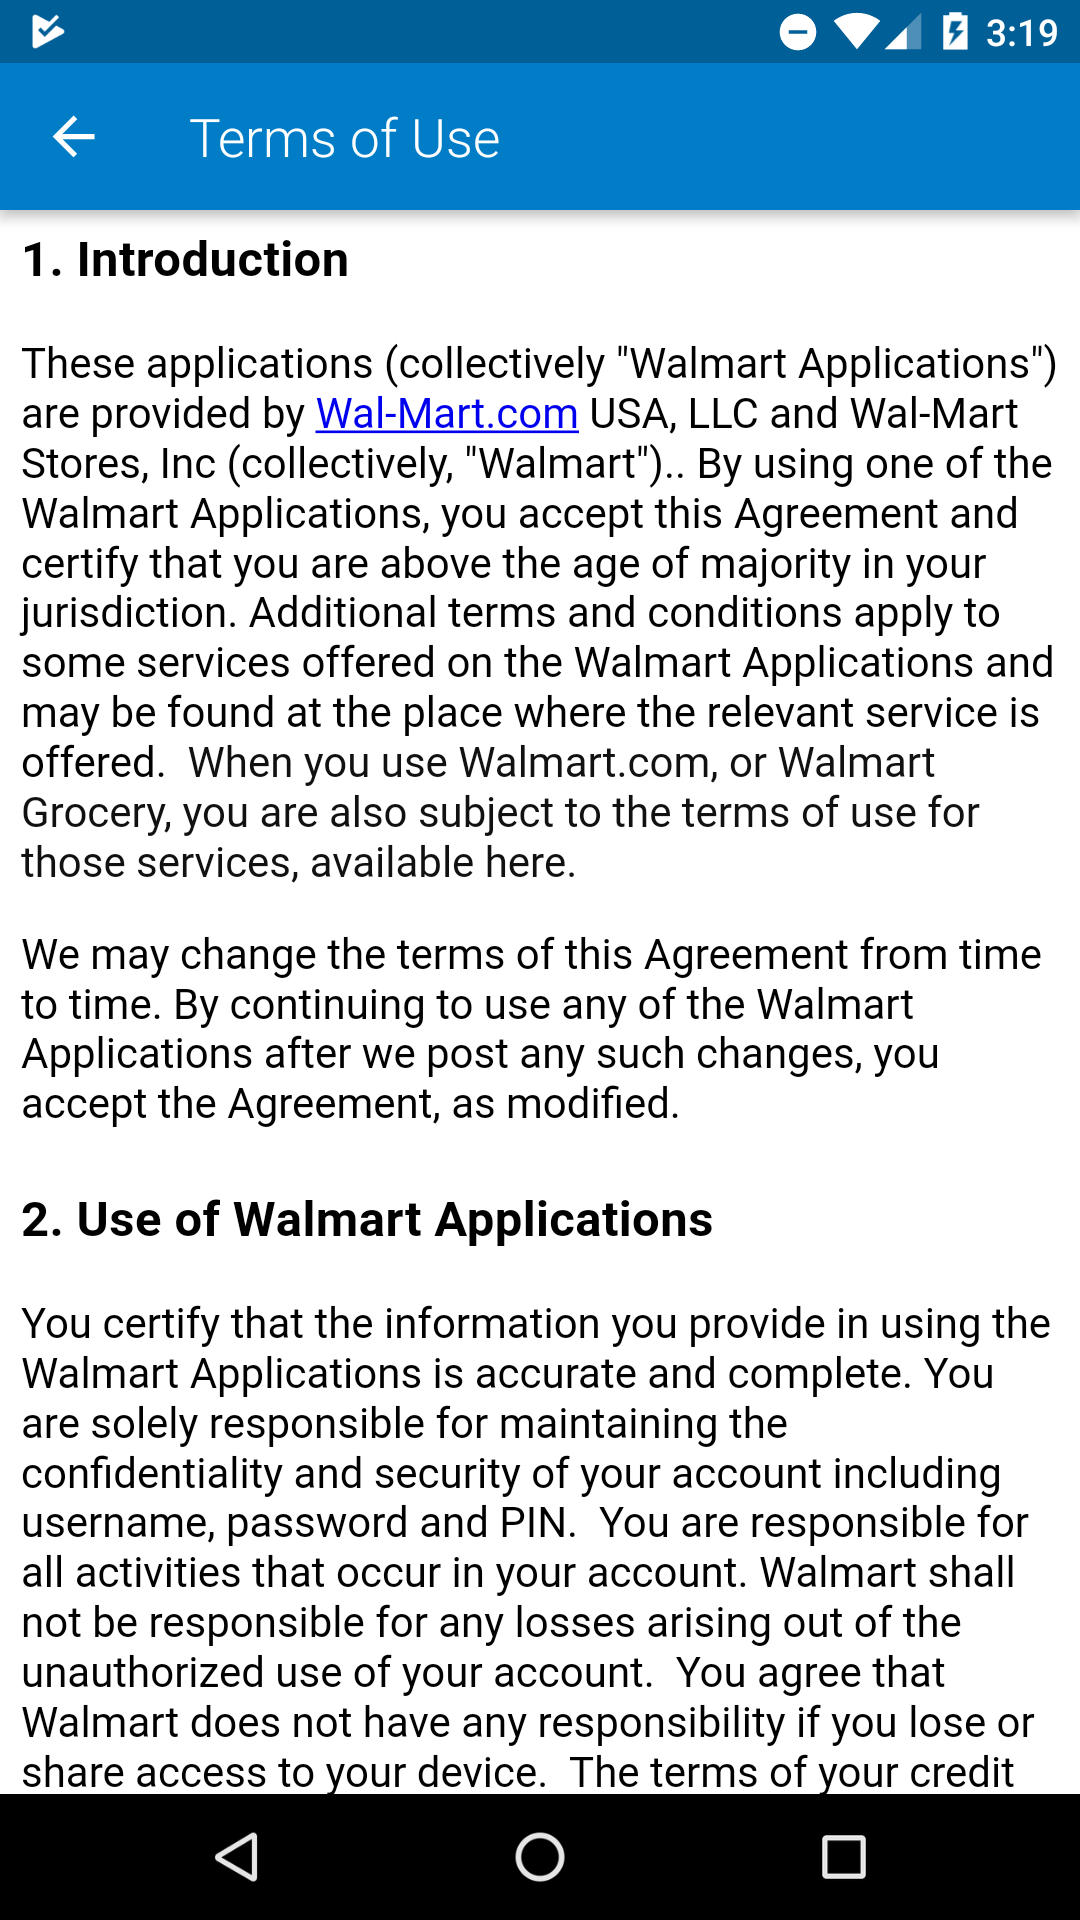 3:19
Terms of Use
1. Introduction
These applications (collectively "Walmart Applications")
are provided by Wal-Mart.com USA, LLC and Wal-Mart
Stores, Inc (collectively, "Walmart").. By using one of the
Walmart Applications, you accept this Agreement and
certify that you are above the age of majority in your
jurisdiction. Additional terms and conditions apply to
some services offered on the Walmart Applications and
may be found at the place where the relevant service is
offered.  When you use Walmart.com, or Walmart
Grocery, you are also subject to the terms of use for
those services, available here.
We may change the terms of this Agreement from time
to time. By continuing to use any of the Walmart
Applications after we post any such changes, you
accept the Agreement, as modified.
2. Use of Walmart Applications
You certify that the information you provide in using the
Walmart Applications is accurate and complete. You
are solely responsible for maintaining the
confidentiality and security of your account including
username, password and PIN.  You are responsible for
all activities that occur in your account. Walmart shall
not be responsible for any losses arising out of the
unauthorized use of your account.  You agree that
Walmart does not have any responsibility if you lose or
share access to your device.  The terms of your credit